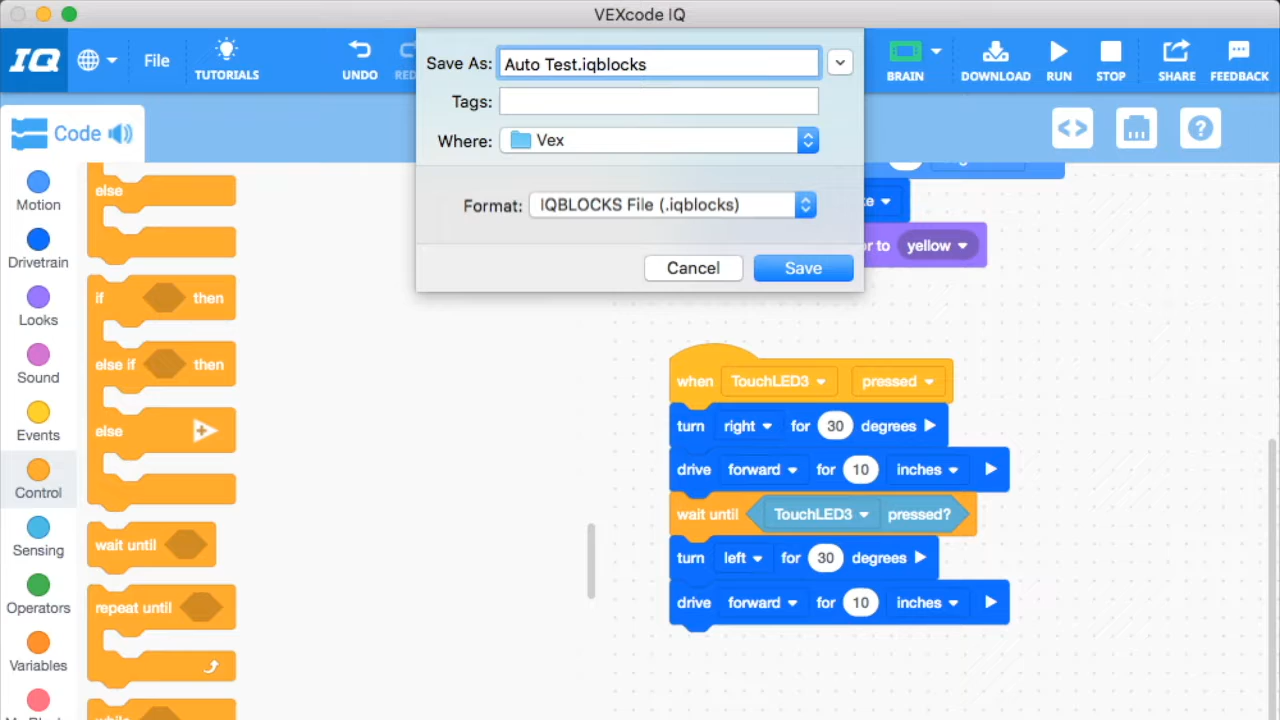 VEXcode IQ
IQ
File
TUTORIALS
UNDO
BRAIN
DOWNLOAD
RUN
STOP
SHARE
FEEDBACK
Save As: Auto Test.iqblocks
Tags:
Where: Vex
Format: IQBLOCKS File (.iqblocks)
Cancel
Save
Code
Motion
Drivetrain
Looks
Sound
Events
Control
Sensing
Operators
Variables
else
if then
else if then
else
wait until
repeat until
while
to yellow
when TouchLED3 pressed
turn right for 30 degrees
drive forward for 10 inches
wait until TouchLED3 pressed?
turn left for 30 degrees
drive forward for 10 inches